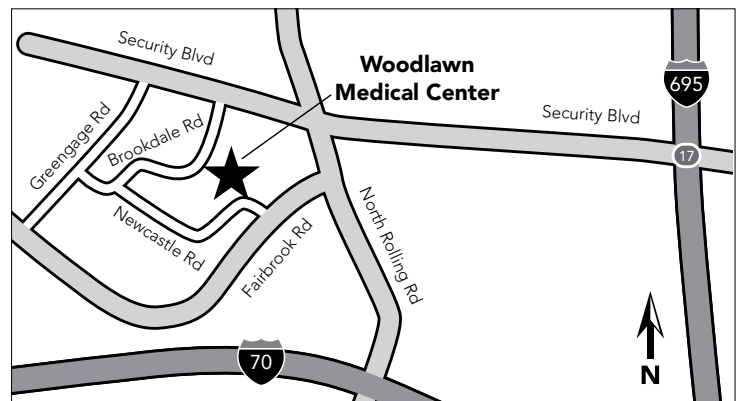 Security Blvd
Woodlawn
Medical Center
695
Greengage Rd
Brookdale Rd
Security Blvd
17
Newcastle Rd
Fairbrook Rd
North Rolling Rd
70
N